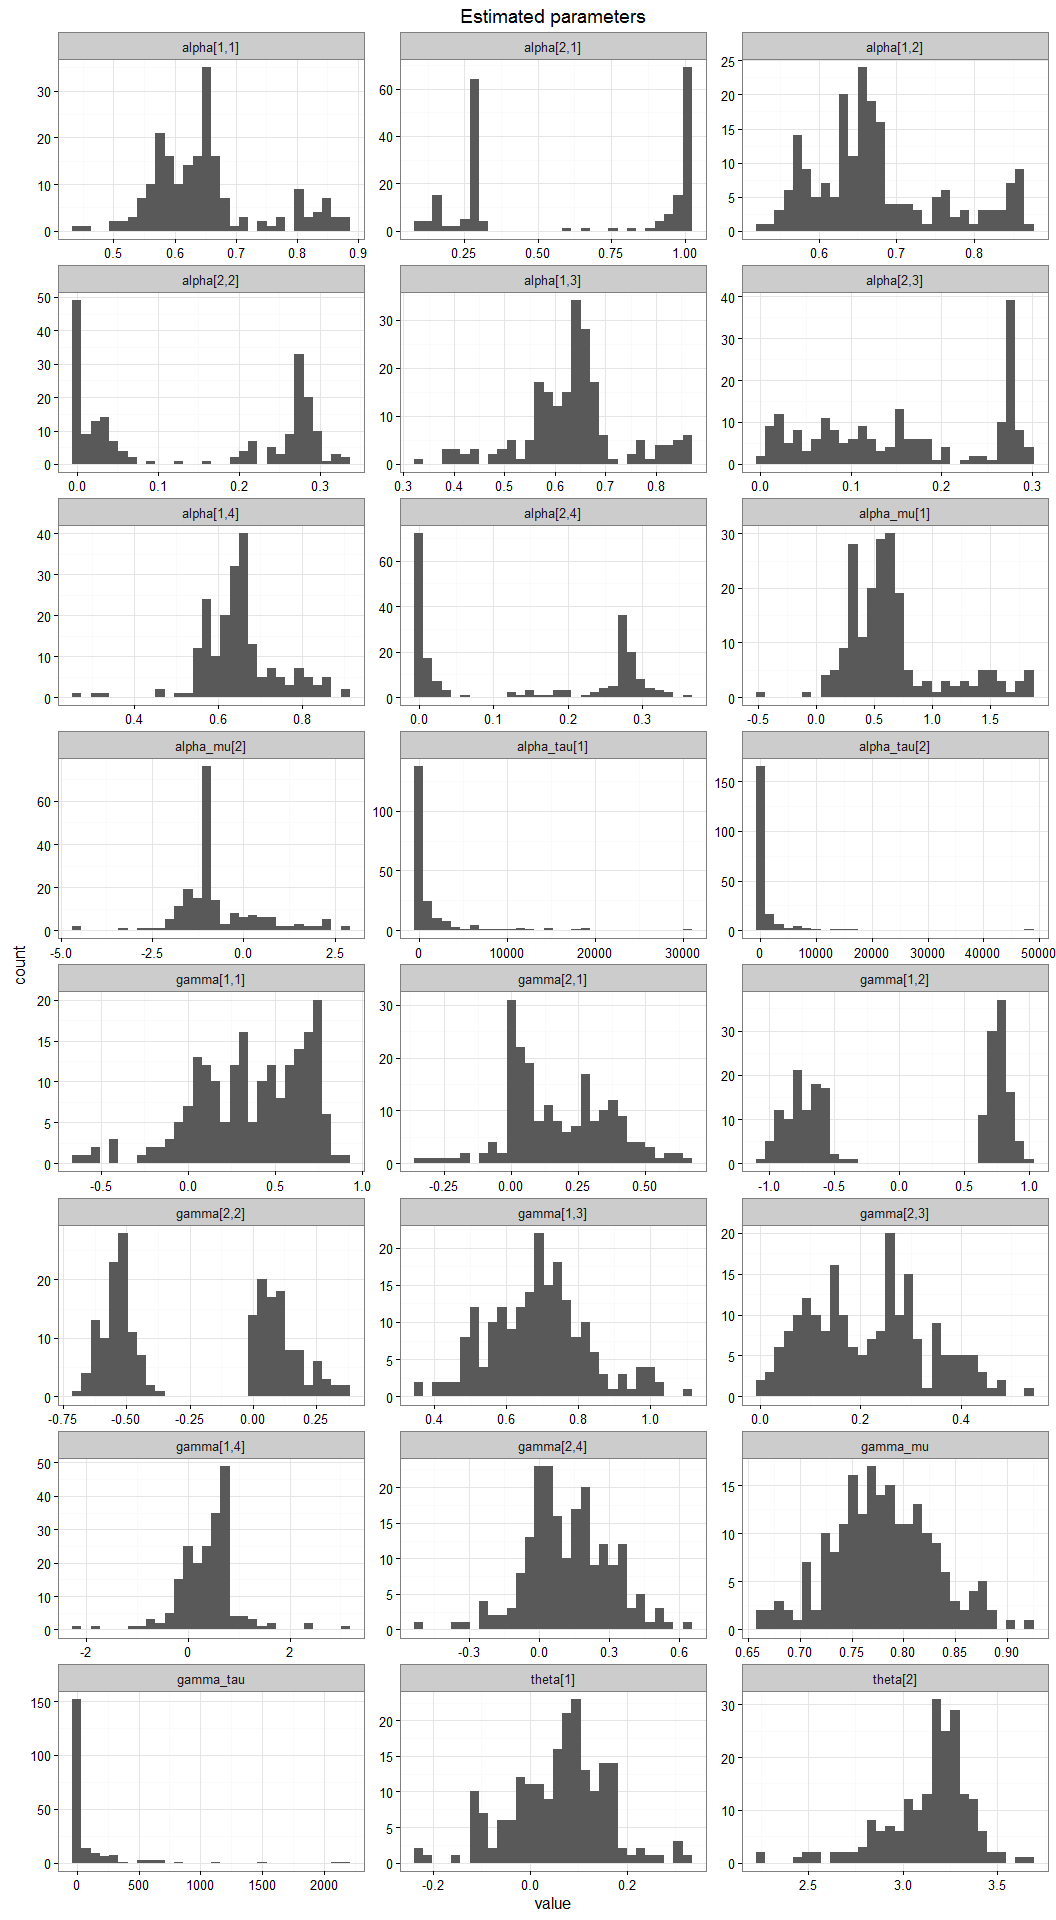 Estimated parameters
alpha[1,1] alpha[2,1] alpha[1,2]
30 20 10 0
60 40 20 0
25 20 15 10 5 0
0.5 0.6 0.7 0.8 0.9 0.25 0.50 0.75 1.00 0.6 0.7 0.8
alpha[2,2] alpha[1,3] alpha[2,3]
50 40 30 20 10 0
30 20 10 0
40 30 20 10 0
0.0 0.1 0.2 0.3 0.3 0.4 0.5 0.6 0.7 0.8 0.0 0.1 0.2 0.3
alpha[1,4] alpha[2,4] alpha_mu[1]
40 30 20 10 0
60 40 20 0
30 20 10 0
0.4 0.6 0.8 0.0 0.1 0.2 0.3 -0.5 0.0 0.5 1.0 1.5
alpha_mu[2] alpha_tau[1] alpha_tau[2]
60 40 20 0
100 50 0
150 100 50 0
-5.0 -2.5 0.0 2.5 0 10000 20000 30000 0 10000 20000 30000 40000 50000
count
gamma[1,1] gamma[2,1] gamma[1,2]
20 15 10 5 0
30 20 10 0
30 20 10 0
-0.5 0.0 0.5 1.0 -0.25 0.00 0.25 0.50 -1.0 -0.5 0.0 0.5 1.0
gamma[2,2] gamma[1,3] gamma[2,3]
20 10 0
20 15 10 5 0
20 15 10 5 0
-0.75 -0.50 -0.25 0.00 0.25 0.4 0.6 0.8 1.0 0.0 0.2 0.4
gamma[1,4] gamma[2,4] gamma_mu
50 40 30 20 10 0
20 15 10 5 0
15 10 5 0
-2 0 2 -0.3 0.0 0.3 0.6 0.65 0.70 0.75 0.80 0.85 0.90
gamma_tau theta[1] theta[2]
150 100 50 0
20 15 10 5 0
30 20 10 0
0 500 1000 1500 2000 -0.2 0.0 0.2 2.5 3.0 3.5
value